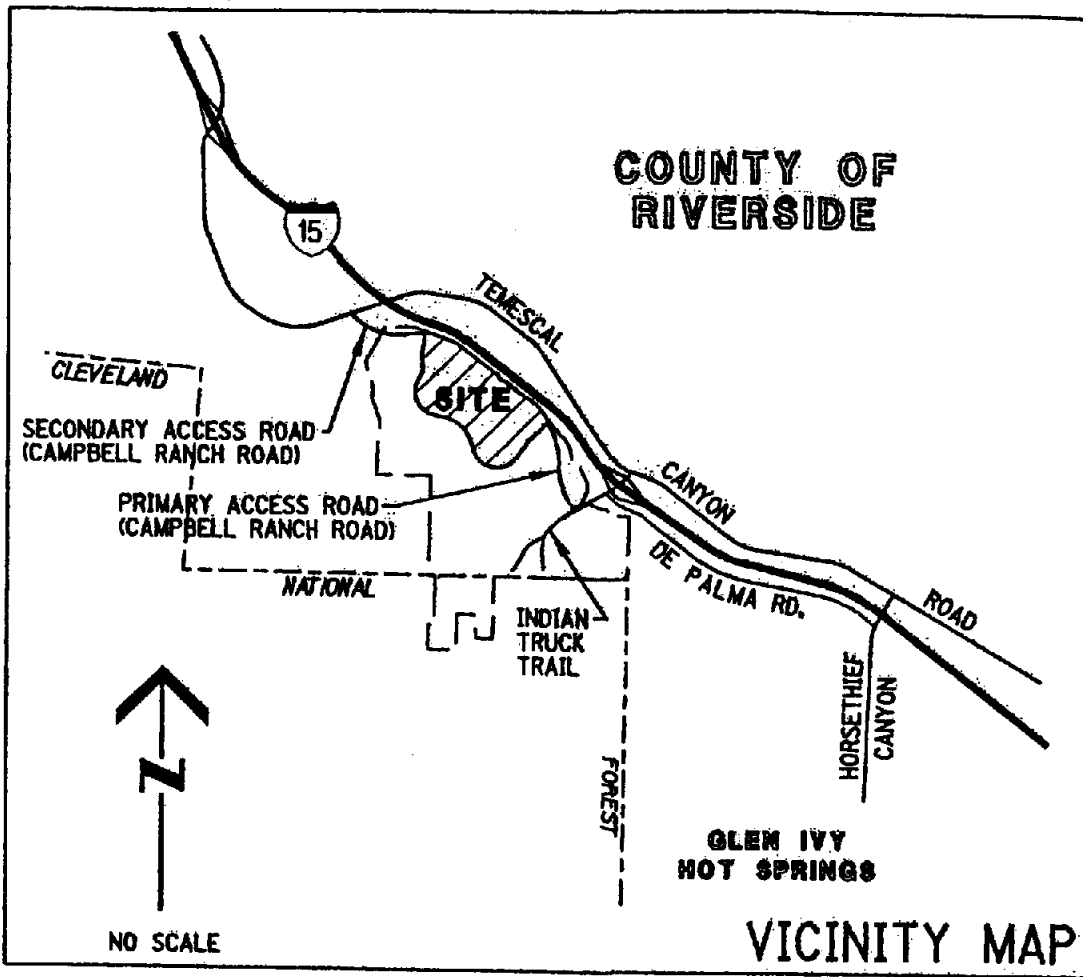 COUNTY OF
RIVERSIDE
15
TEMESCAL
CLEVELAND
SITE
SECONDARY ACCESS ROAD
(CAMPBELL RANCH ROAD)
CANYON
PRIMARY ACCESS ROAD
(CAMPBELL RANCH ROAD)
DE PALMA RD.
NATIONAL
ROAD
INDIAN
TRUCK
TRAIL
HORSETHIEF
CANYON
FOREST
GLEN IVY
HOT SPRINGS
N
NO SCALE
VICINITY MAP